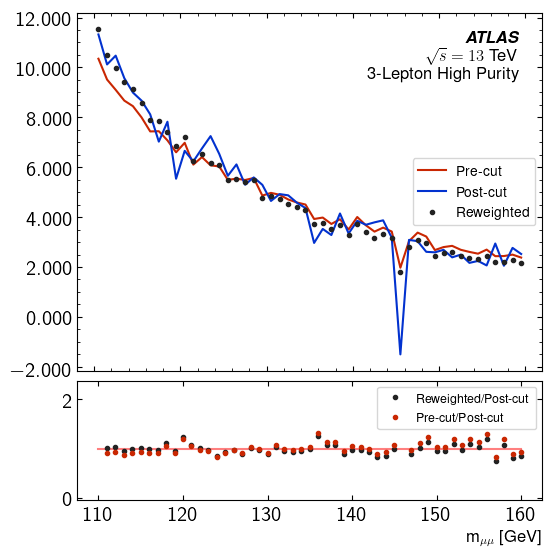 12.000
10.000
8.000
6.000
4.000
2.000
0.000
−2.000
ATLAS
√s = 13 TeV
3-Lepton High Purity
Pre-cut
Post-cut
Reweighted
2
0
Reweighted/Post-cut
Pre-cut/Post-cut
110 120 130 140 150 160
mμμ [GeV]